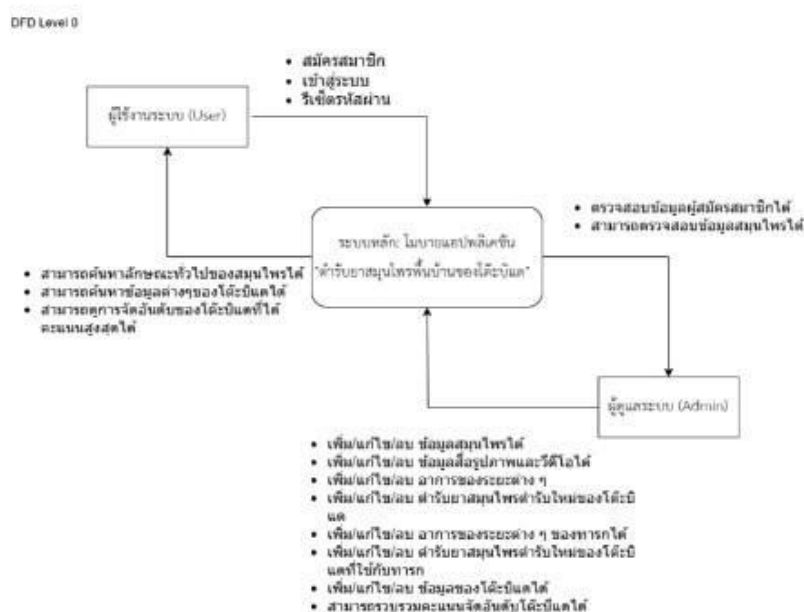 DFD Level 0
• สมัครสมาชิก
• เข้าสู่ระบบ
• รีเซ็ตรหัสผ่าน
ผู้ใช้งานระบบ (User)
• ตรวจสอบข้อมูลผู้สมัครสมาชิกได้
• สามารถตรวจสอบข้อมูลสมุนไพรได้
ระบบหลัก: โมบายแอปพลิเคชัน
"ตำรับยาสมุนไพรพื้นบ้านของโต๊ะบิแด"
• สามารถค้นหาลักษณะทั่วไปของสมุนไพรได้
• สามารถค้นหาข้อมูลต่างๆของโต๊ะบิแดได้
• สามารถดูการจัดอันดับของโต๊ะบิแดที่ได้
คะแนนสูงสุดได้
ผู้ดูแลระบบ (Admin)
• เพิ่ม/แก้ไข/ลบ ข้อมูลสมุนไพรได้
• เพิ่ม/แก้ไข/ลบ ข้อมูลสื่อรูปภาพและวีดีโอได้
• เพิ่ม/แก้ไข/ลบ อาการของระยะต่าง ๆ
• เพิ่ม/แก้ไข/ลบ ตำรับยาสมุนไพรตำรับใหม่ของโต๊ะบิ
แด
• เพิ่ม/แก้ไข/ลบ อาการของระยะต่าง ๆ ของทารกได้
• เพิ่ม/แก้ไข/ลบ ตำรับยาสมุนไพรตำรับใหม่ของโต๊ะบิ
แดที่ใช้กับทารก
• เพิ่ม/แก้ไข/ลบ ข้อมูลของโต๊ะบิแดได้
• สามารถรวบรวมคะแนนจัดอันดับโต๊ะบิแดได้